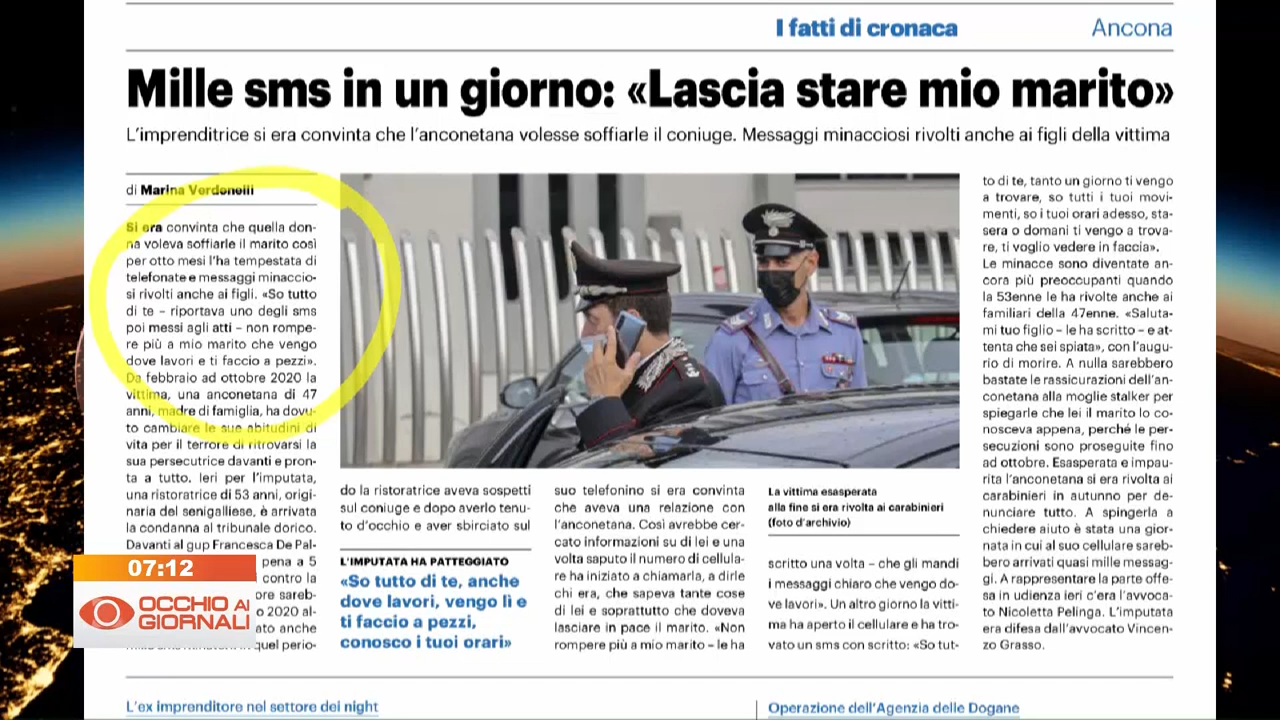 I fatti di cronaca
Ancona
Mille sms in un giorno: «Lascia stare mio marito»
L'imprenditrice si era convinta che l'anconetana volesse soffiarle il coniuge. Messaggi minacciosi rivolti anche ai figli della vittima
di Marina Verdenelli
Si era convinta che quella don-
na voleva soffiarle il marito così
per otto mesi l'ha tempestata di
telefonate e messaggi minaccio-
si rivolti anche ai figli. «So tutto
di te – riportava uno degli sms
poi messi agli atti – non rompe-
re più a mio marito che vengo
dove lavori e ti faccio a pezzi».
Da febbraio ad ottobre 2020 la
vittima, una anconetana di 47
anni, madre di famiglia, ha dovu-
to cambiare le sue abitudini di
vita per il terrore di ritrovarsi la
sua persecutrice davanti e pron-
ta a tutto. Ieri per l'imputata,
una ristoratrice di 53 anni, origi-
naria del senigalliese, è arrivata
la condanna al tribunale dorico.
Davanti al gup Francesca De Pal-
pena a 5
contro la
ore sareb-
o 2020 al-
ato anche
quel perio-
do la ristoratrice aveva sospetti
sul coniuge e dopo averlo tenu-
to d'occhio e aver sbirciato sul
L'IMPUTATA HA PATTEGGIATO
«So tutto di te, anche
dove lavori, vengo lì e
ti faccio a pezzi,
conosco i tuoi orari»
suo telefonino si era convinta
che aveva una relazione con
l'anconetana. Così avrebbe cer-
cato informazioni su di lei e una
volta saputo il numero di cellula-
re ha iniziato a chiamarla, a dirle
chi era, che sapeva tante cose
di lei e soprattutto che doveva
lasciare in pace il marito. «Non
rompere più a mio marito – le ha
La vittima esasperata
alla fine si era rivolta ai carabinieri
(foto d'archivio)
scritto una volta – che gli mandi
i messaggi chiaro che vengo do-
ve lavori». Un altro giorno la vitti-
ma ha aperto il cellulare e ha tro-
vato un sms con scritto: «So tut-
to di te, tanto un giorno ti vengo
a trovare, so tutti i tuoi movi-
menti, so i tuoi orari adesso, sta-
sera o domani ti vengo a trova-
re, ti voglio vedere in faccia».
Le minacce sono diventate an-
cora più preoccupanti quando
la 53enne le ha rivolte anche ai
familiari della 47enne. «Saluta-
mi tuo figlio – le ha scritto – e at-
tenta che sei spiata», con l'augu-
rio di morire. A nulla sarebbero
bastate le rassicurazioni dell'an-
conetana alla moglie stalker per
spiegarle che lei il marito lo co-
nosceva appena, perché le per-
secuzioni sono proseguite fino
ad ottobre. Esasperata e impau-
rita l'anconetana si era rivolta ai
carabinieri in autunno per de-
nunciare tutto. A spingerla a
chiedere aiuto è stata una gior-
nata in cui al suo cellulare sareb-
bero arrivati quasi mille messag-
gi. A rappresentare la parte offe-
sa in udienza ieri c'era l'avvoca-
to Nicoletta Pelinga. L'imputata
era difesa dall'avvocato Vincen-
zo Grasso.
07:12
OCCHIO AI
GIORNALI
L'ex imprenditore nel settore dei night
Operazione dell'Agenzia delle Dogane